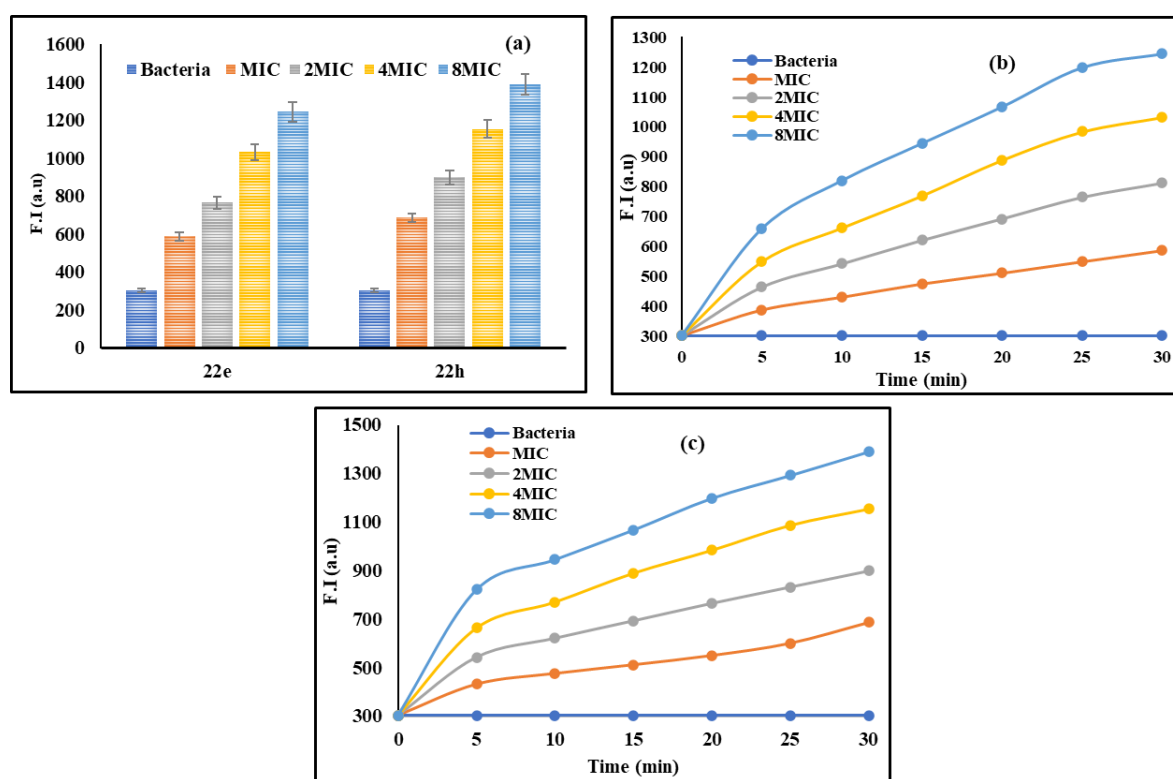 (a)
Bacteria MIC 2MIC 4MIC 8MIC
F.I (a.u)
1600
1400
1200
1000
800
600
400
200
0
22e 22h
(b)
Bacteria
MIC
2MIC
4MIC
8MIC
F.I (a.u)
1300
1200
1100
1000
900
800
700
600
500
400
300
0 5 10 15 20 25 30
Time (min)
(c)
Bacteria
MIC
2MIC
4MIC
8MIC
F.I (a.u)
1500
1300
1100
900
700
500
300
0 5 10 15 20 25 30
Time (min)